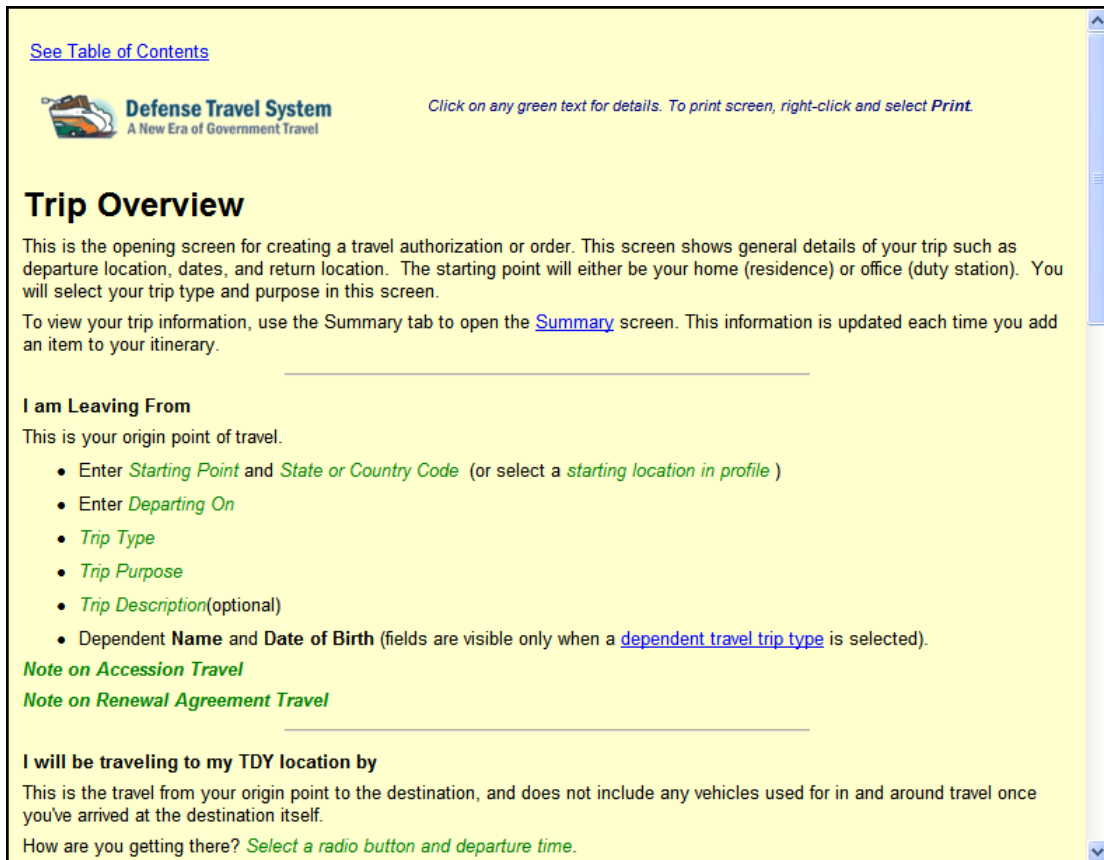 See Table of Contents
Defense Travel System
A New Era of Government Travel
Click on any green text for details. To print screen, right-click and select Print.
Trip Overview
This is the opening screen for creating a travel authorization or order. This screen shows general details of your trip such as
departure location, dates, and return location.  The starting point will either be your home (residence) or office (duty station).  You
will select your trip type and purpose in this screen.
To view your trip information, use the Summary tab to open the Summary screen. This information is updated each time you add
an item to your itinerary.
I am Leaving From
This is your origin point of travel.
• Enter Starting Point and State or Country Code  (or select a starting location in profile )
• Enter Departing On
• Trip Type
• Trip Purpose
• Trip Description(optional)
• Dependent Name and Date of Birth (fields are visible only when a dependent travel trip type is selected).
Note on Accession Travel
Note on Renewal Agreement Travel
I will be traveling to my TDY location by
This is the travel from your origin point to the destination, and does not include any vehicles used for in and around travel once
you've arrived at the destination itself.
How are you getting there? Select a radio button and departure time.